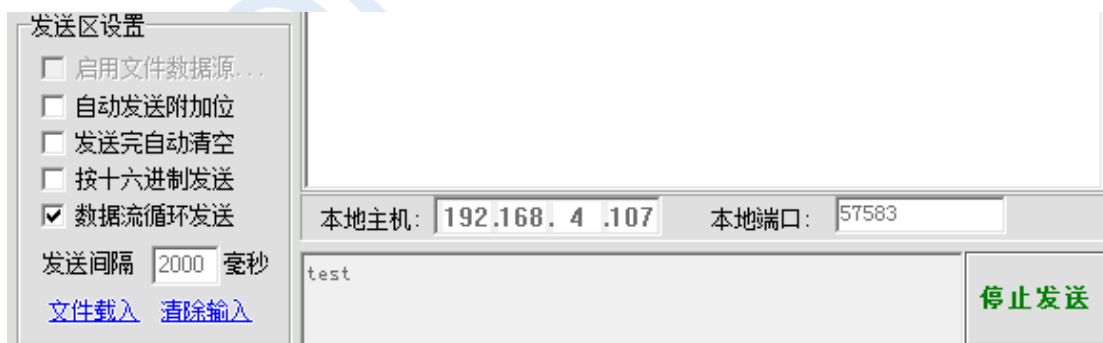 发送区设置
启用文件数据源...
自动发送附加位
发送完自动清空
按十六进制发送
数据流循环发送
发送间隔 2000 毫秒
文件载入 清除输入
本地主机: 192.168. 4 .107 本地端口: 57583
test
停止发送